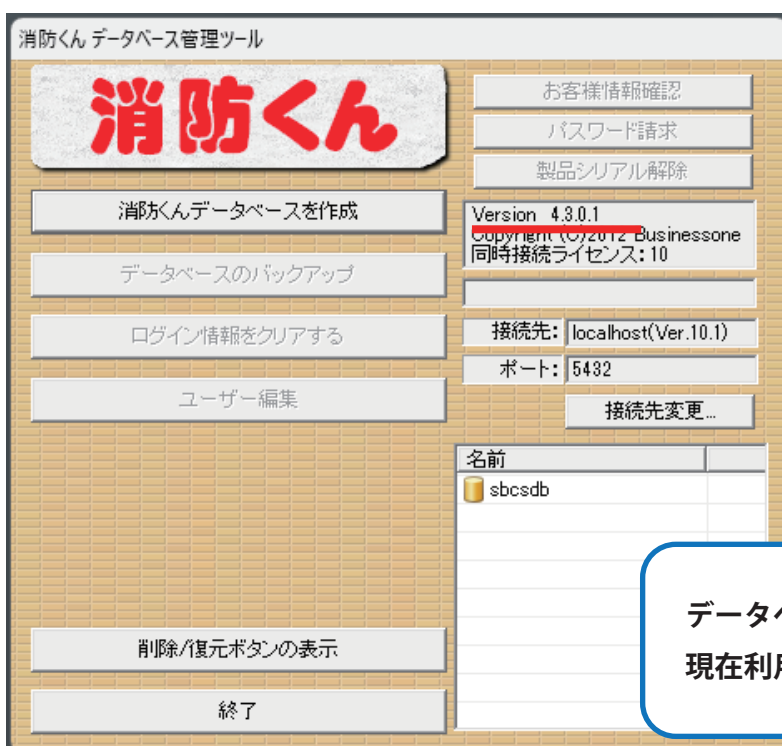 消防くん データベース管理ツール
消防くん
お客様情報確認
パスワード請求
製品シリアル解除
消防くんデータベースを作成
データベースのバックアップ
ログイン情報をクリアする
ユーザー編集
Version 4.3.0.1
Copyright (C)2012 Businessone
同時接続ライセンス:10
接続先:
localhost(Ver.10.1)
ポート:
5432
接続先変更...
名前
sbcsdb
削除/復元ボタンの表示
終了
データベ
現在利用